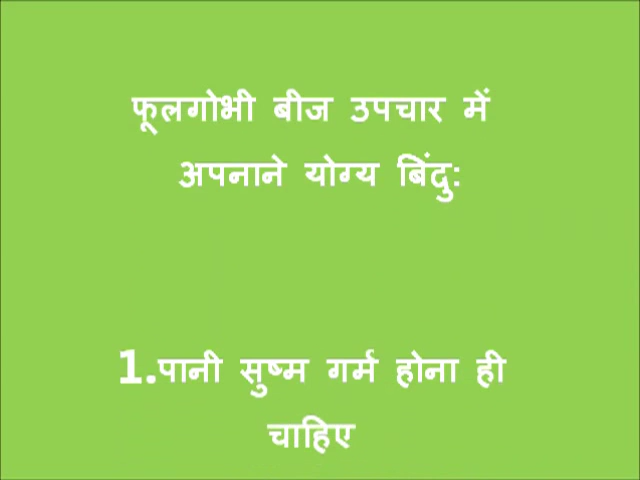 फूलगोभी बीज उपचार में
अपनाने योग्य बिंदु:
1.पानी सुष्म गर्म होना ही
चाहिए